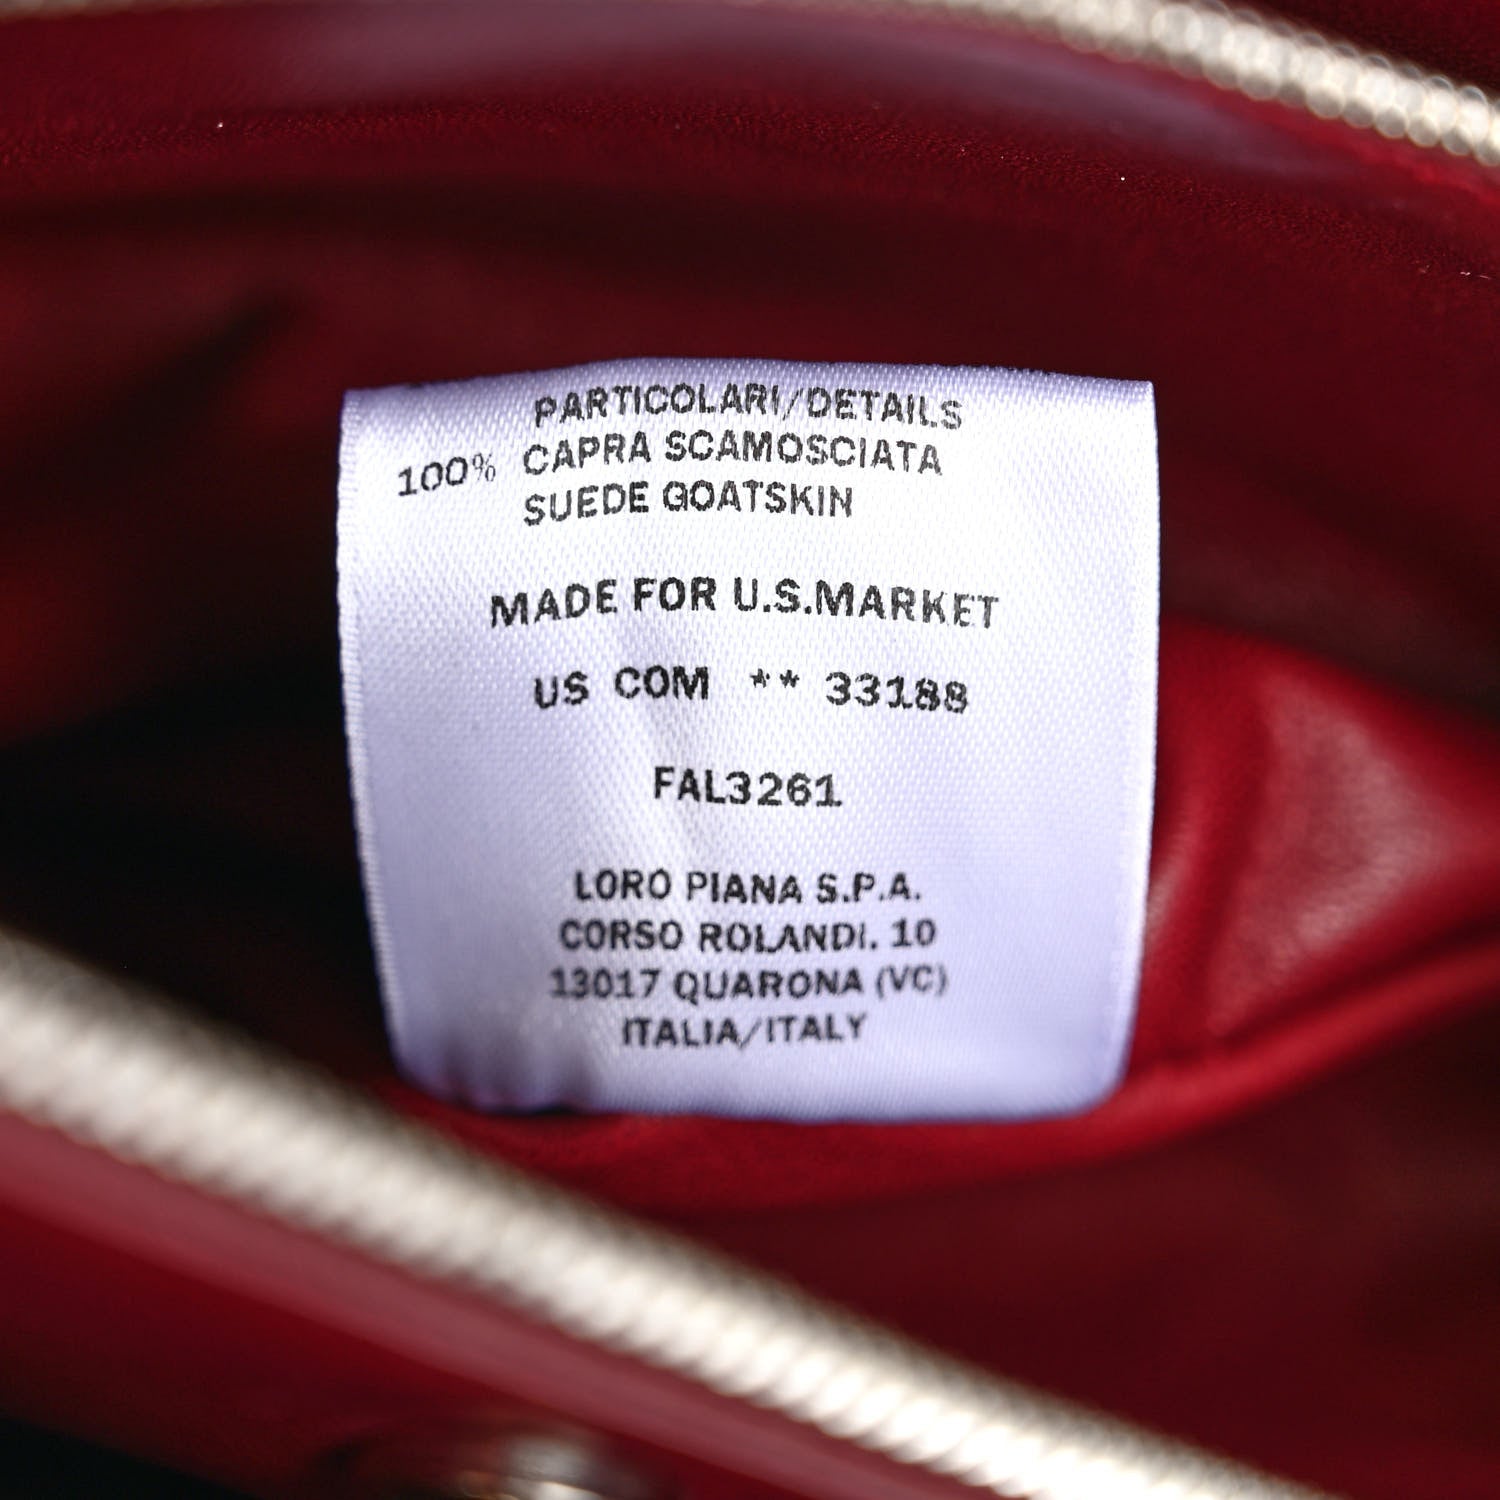 PARTICOLARI/DETAILS
100% CAPRA SCAMOSCIATA
SUEDE GOATSKIN
MADE FOR U.S.MARKET
US COM ** 33188
FAL3261
LORO PIANA S.P.A.
CORSO ROLANDI. 10
13017 QUARONA (VC)
ITALIA/ITALY